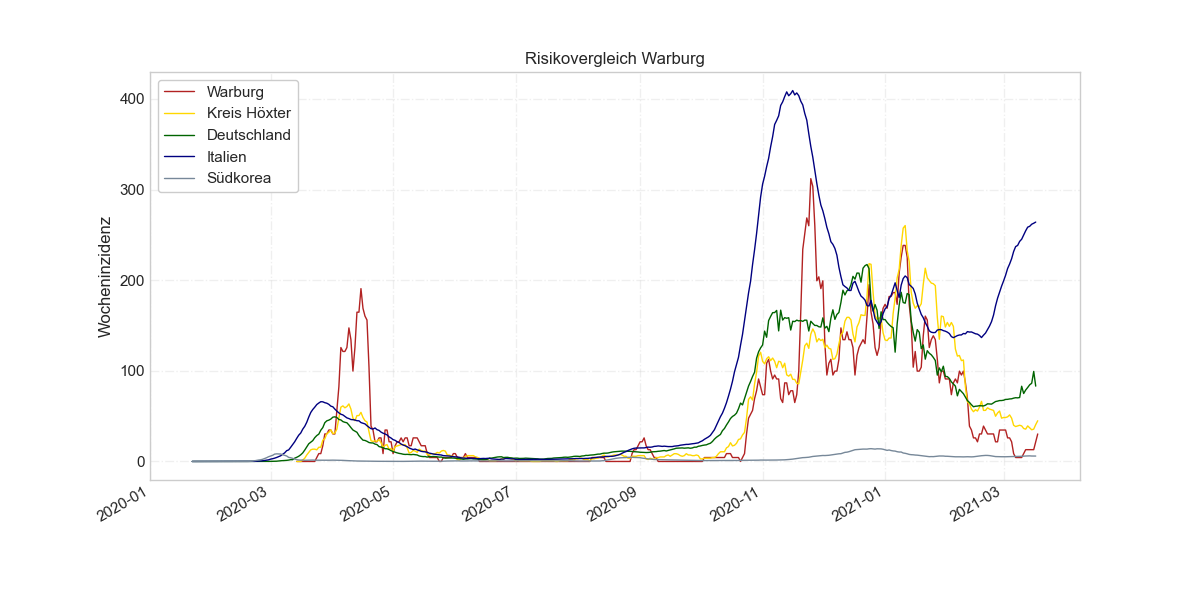 Risikovergleich Warburg
Warburg
Kreis Höxter
Deutschland
Italien
Südkorea
Wocheninzidenz
400
300
200
100
0
2020-01
2020-03
2020-05
2020-07
2020-09
2020-11
2021-01
2021-03